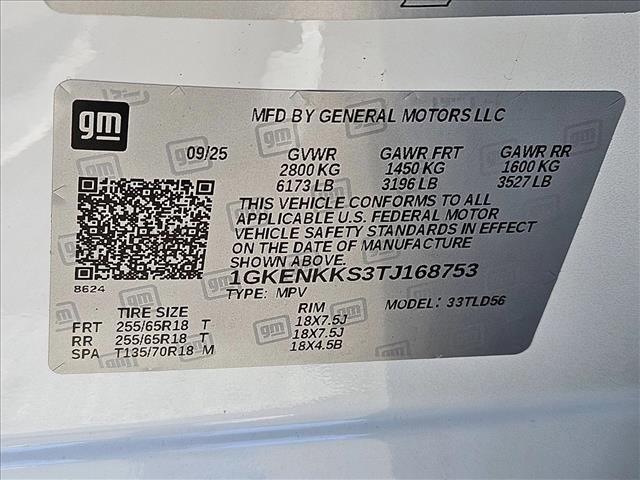 gm
MFD BY GENERAL MOTORS LLC
09/25 GVWR GAWR FRT GAWR RR
2800 KG 1450 KG 1600 KG
6173 LB 3196 LB 3527 LB
THIS VEHICLE CONFORMS TO ALL
APPLICABLE U.S. FEDERAL MOTOR
VEHICLE SAFETY STANDARDS IN EFFECT
ON THE DATE OF MANUFACTURE
SHOWN ABOVE.
1GKENKKS3TJ168753
8624
TYPE: MPV MODEL: 33TLD56
TIRE SIZE RIM
FRT 255/65R18 T 18X7.5J
RR 255/65R18 T 18X7.5J
SPA T135/70R18 M 18X4.5B